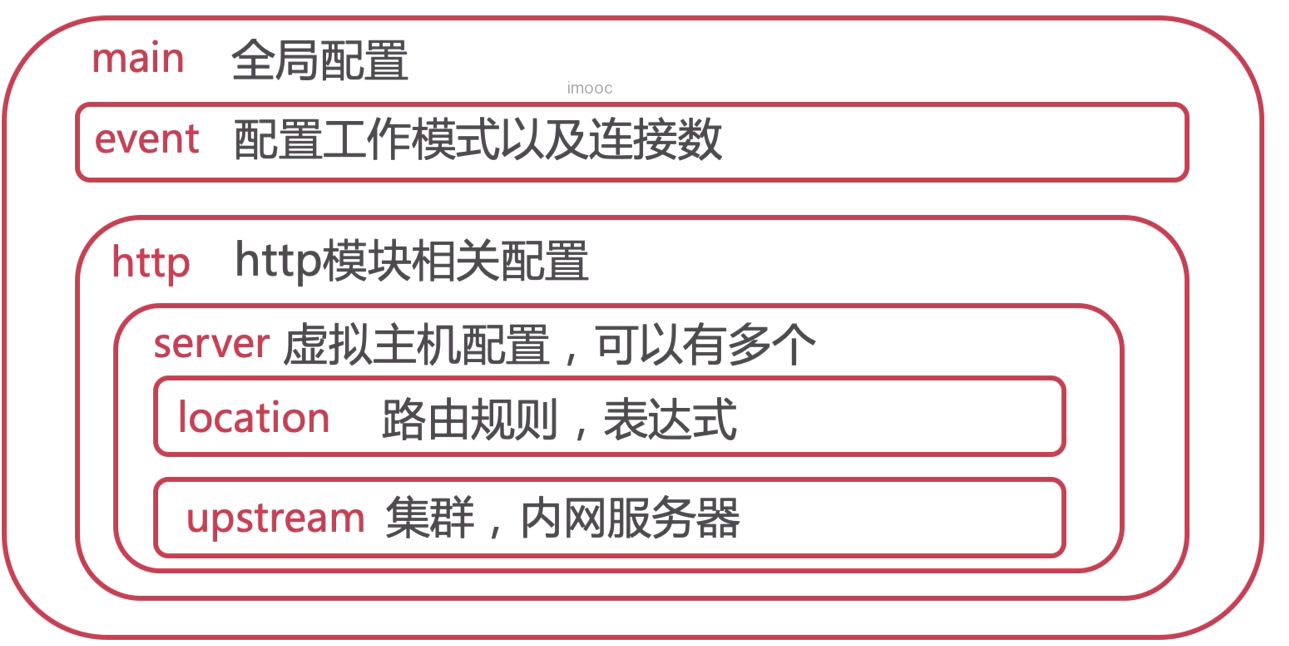 main 全局配置
imooc
event 配置工作模式以及连接数
http http模块相关配置
server 虚拟主机配置，可以有多个
location 路由规则，表达式
upstream 集群，内网服务器